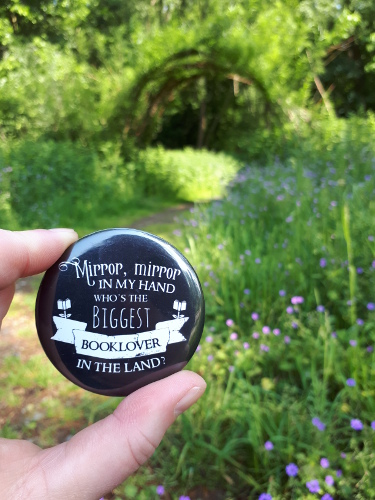 Mirror, mirror
IN MY HAND
WHO'S THE
BIGGEST
BOOKLOVER
IN THE LAND?